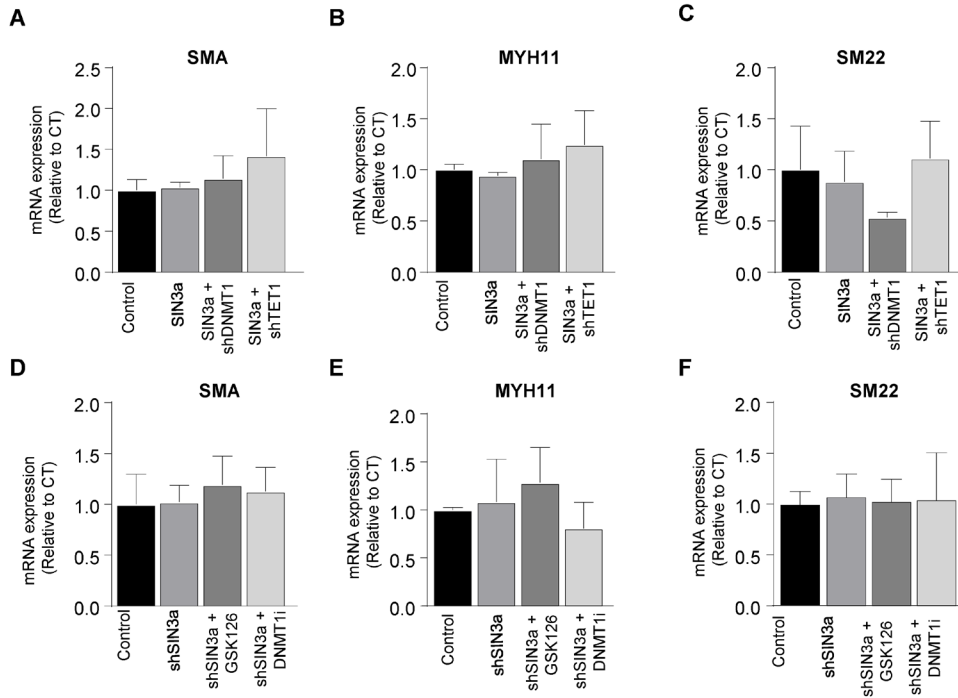 A
SMA
mRNA expression
(Relative to CT)
2.5
2.0
1.5
1.0
0.5
0.0
Control
SIN3a
SIN3a +
shDNMT1
SIN3a +
shTET1
B
MYH11
mRNA expression
(Relative to CT)
2.0
1.5
1.0
0.5
0.0
Control
SIN3a
SIN3a +
shDNMT1
SIN3a +
shTET1
C
SM22
mRNA expression
(Relative to CT)
2.0
1.5
1.0
0.5
0.0
Control
SIN3a
SIN3a +
shDNMT1
SIN3a +
shTET1
D
SMA
mRNA expression
(Relative to CT)
2.0
1.5
1.0
0.5
0.0
Control
shSIN3a
shSIN3a +
GSK126
shSIN3a +
DNMT1i
E
MYH11
mRNA expression
(Relative to CT)
2.0
1.5
1.0
0.5
0.0
Control
shSIN3a
shSIN3a +
GSK126
shSIN3a +
DNMT1i
F
SM22
mRNA expression
(Relative to CT)
2.0
1.5
1.0
0.5
0.0
Control
shSIN3a
shSIN3a +
GSK126
shSIN3a +
DNMT1i